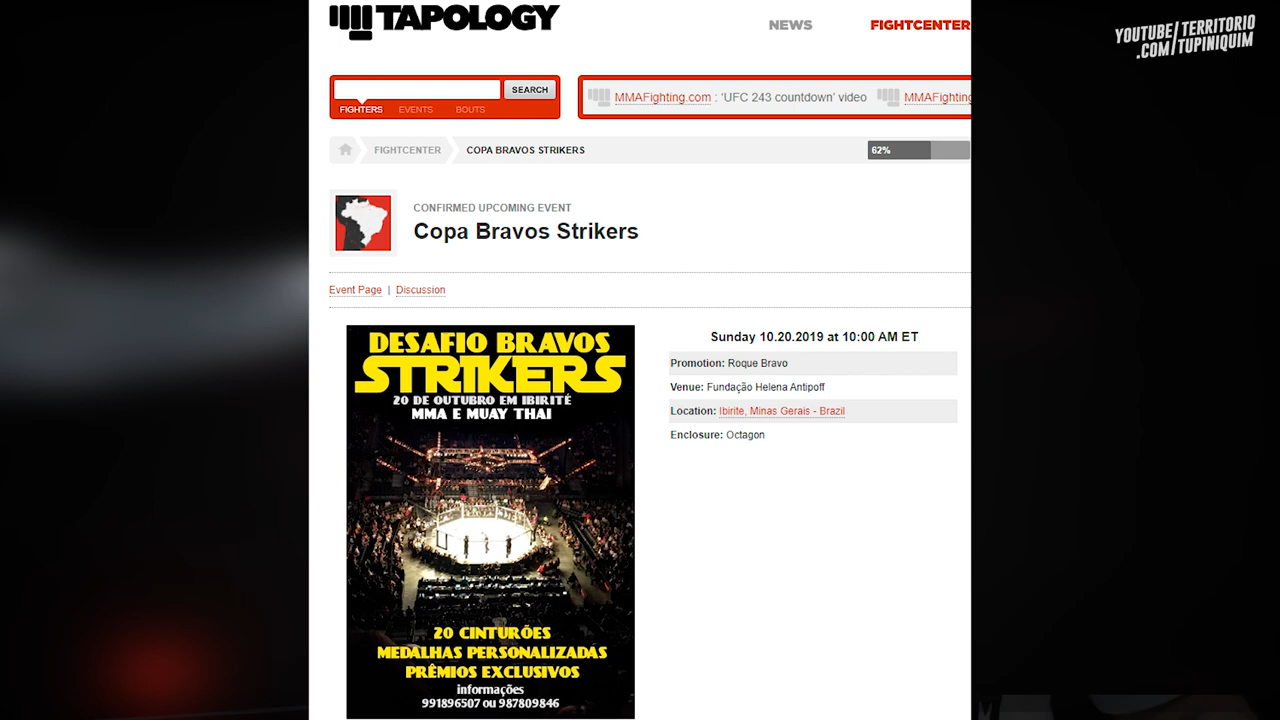 TAPOLOGY
NEWS
FIGHTCENTER
YOUTUBE/TERRITORIO
.COM/TUPINIQUIM
SEARCH
FIGHTERS EVENTS BOUTS
MMAFighting.com : 'UFC 243 countdown' video
MMAFighting
FIGHTCENTER COPA BRAVOS STRIKERS
62%
CONFIRMED UPCOMING EVENT
Copa Bravos Strikers
Event Page | Discussion
DESAFIO BRAVOS
STRIKERS
20 DE OUTUBRO EM IBIRITÉ
MMA E MUAY THAI
20 CINTURÕES
MEDALHAS PERSONALIZADAS
PRÊMIOS EXCLUSIVOS
informações
991896507 ou 987809846
Sunday 10.20.2019 at 10:00 AM ET
Promotion: Roque Bravo
Venue: Fundação Helena Antipoff
Location: Ibirite, Minas Gerais - Brazil
Enclosure: Octagon